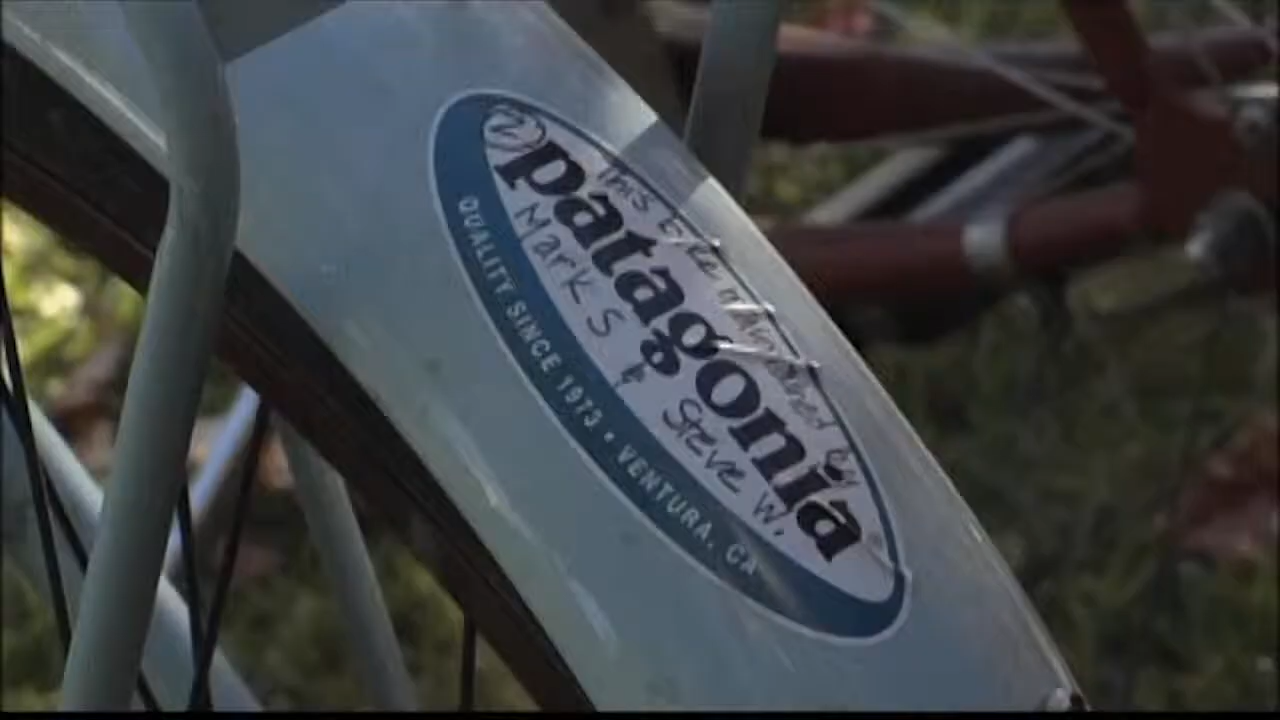 This bike maintained by
patagonia
Mark S & Steve W.
QUALITY SINCE 1973 • VENTURA, CA